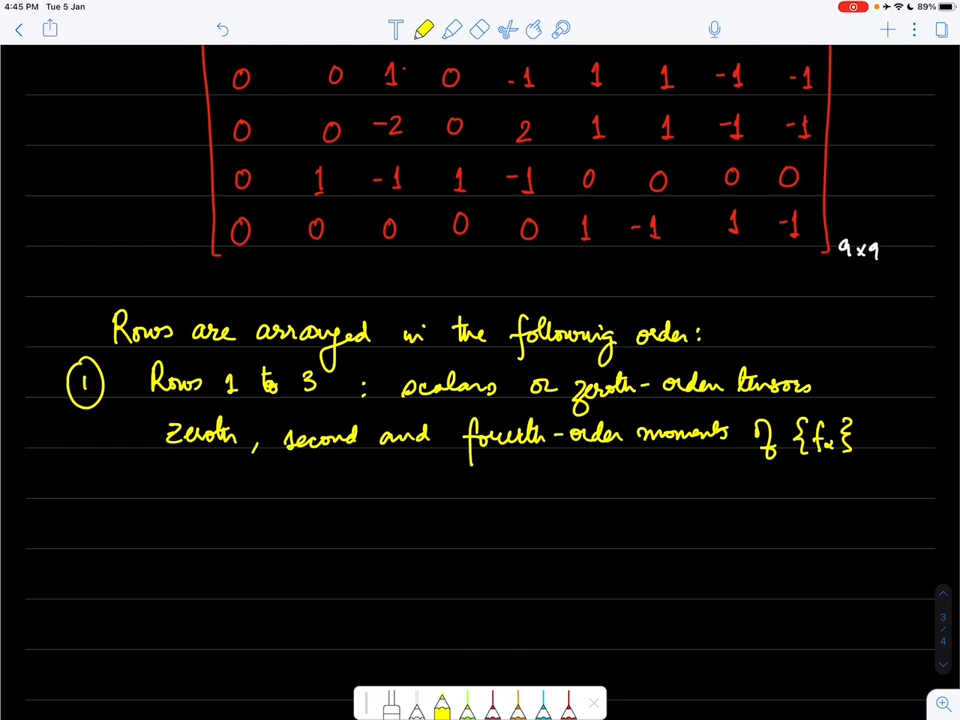 4:45 PM Tue 5 Jan
89%
0 0 1 0 -1 1 1 -1 -1
0 0 -2 0 2 1 1 -1 -1
0 1 -1 1 -1 0 0 0 0
0 0 0 0 0 1 -1 1 -1
9x9
Rows are arranged in the following order:
① Rows 1 to 3 : scalars or zeroth-order tensors
zeroth, second and fourth-order moments of {fα}
3
/
4